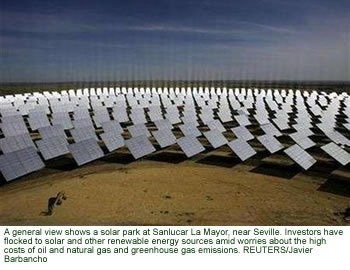 A general view shows a solar park at Sanlucar La Mayor, near Seville. Investors have
flocked to solar and other renewable energy sources amid worries about the high
costs of oil and natural gas and greenhouse gas emissions. REUTERS/Javier
Barbancho